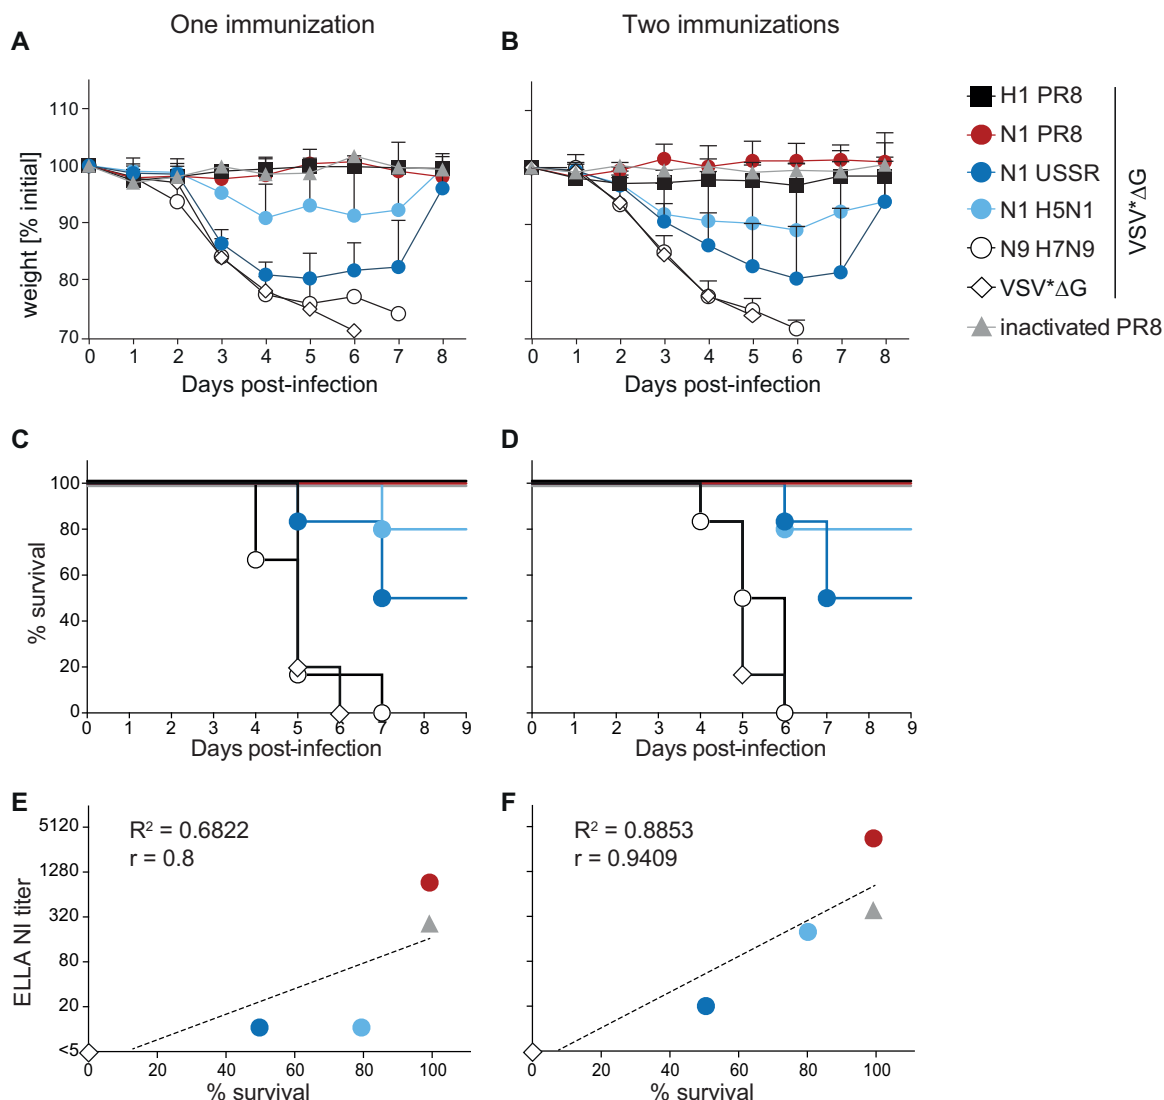 One immunization
Two immunizations
A
B
110
100
90
80
70
weight [% initial]
0 1 2 3 4 5 6 7 8
0 1 2 3 4 5 6 7 8
Days post-infection
Days post-infection
H1 PR8
N1 PR8
N1 USSR
N1 H5N1
N9 H7N9
VSV*ΔG
inactivated PR8
VSV*ΔG
C
D
100
80
60
40
20
0
% survival
0 1 2 3 4 5 6 7 8 9
0 1 2 3 4 5 6 7 8 9
Days post-infection
Days post-infection
E
F
R² = 0.6822
r = 0.8
R² = 0.8853
r = 0.9409
5120
1280
320
80
20
<5
ELLA NI titer
0 20 40 60 80 100
0 20 40 60 80 100
% survival
% survival